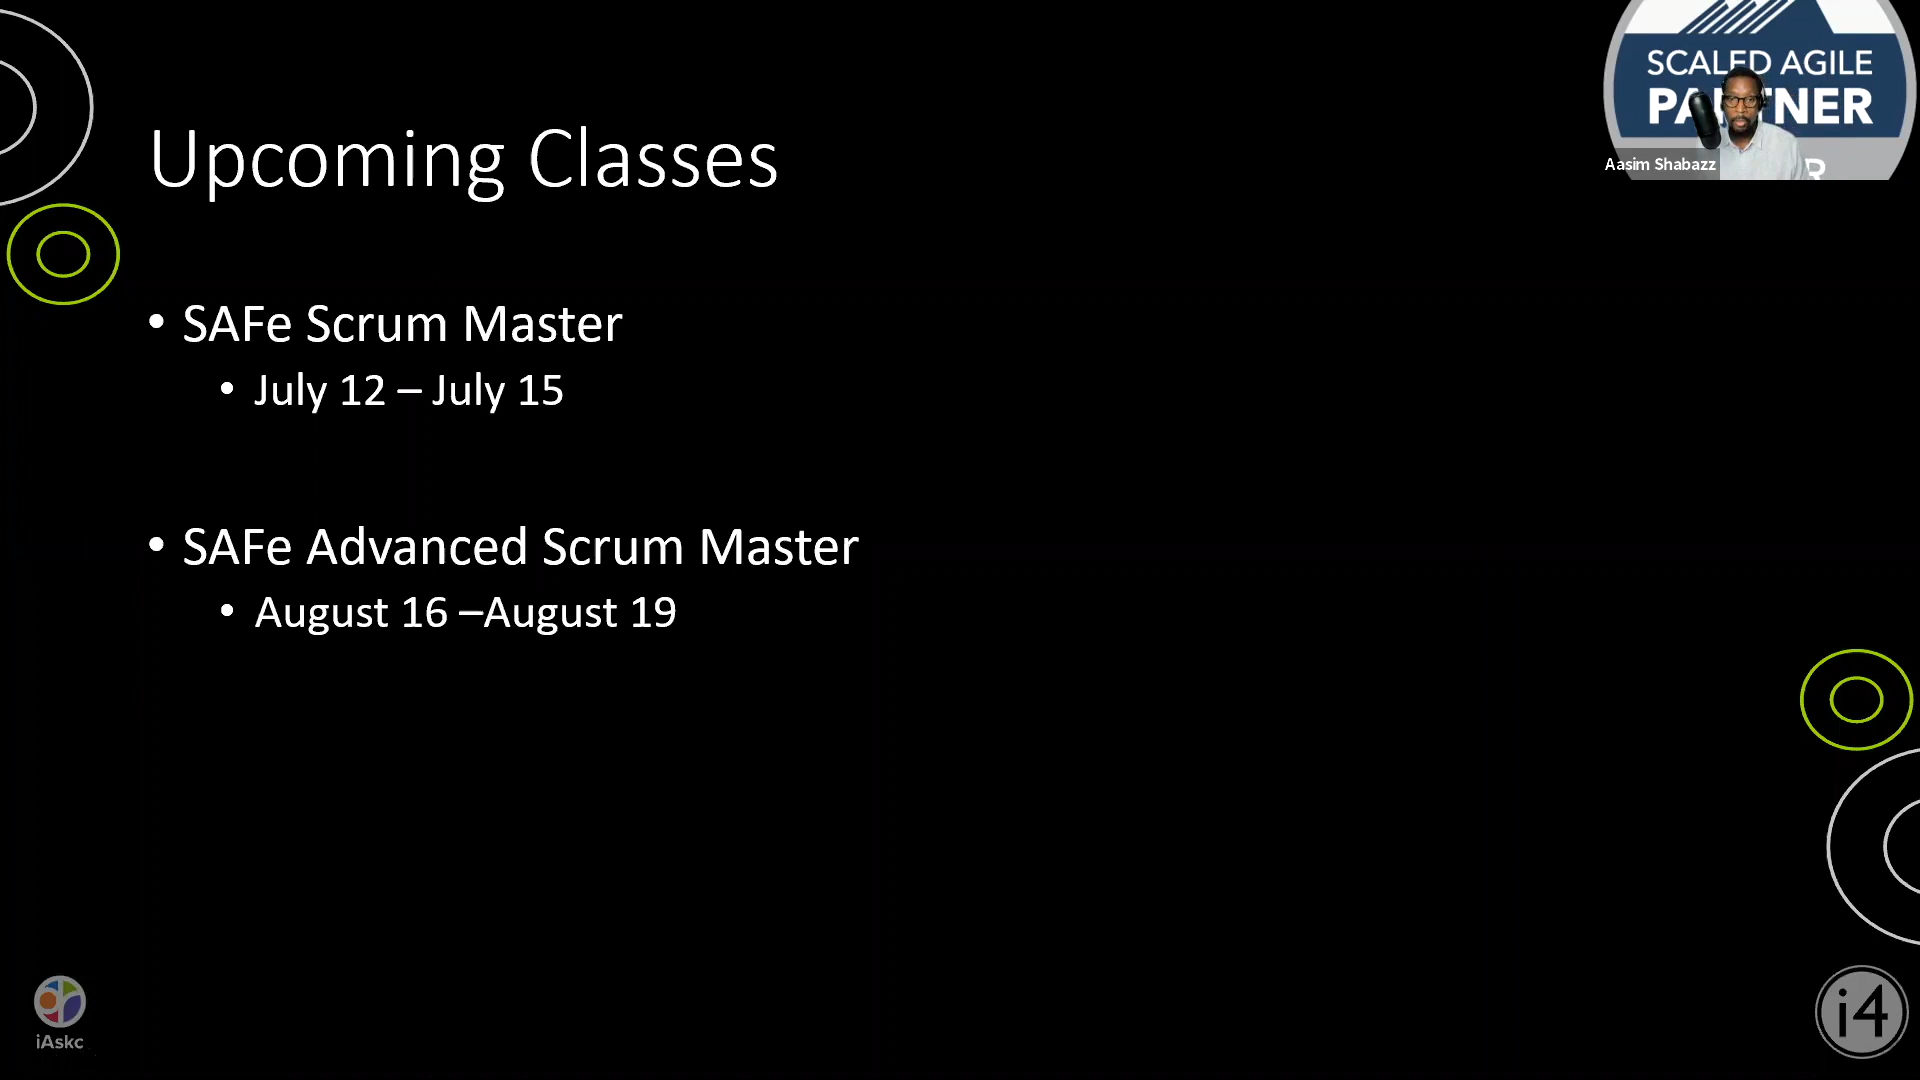 SCALED AGILE
PARTNER
Aasim Shabazz
Upcoming Classes
• SAFe Scrum Master
• July 12 – July 15
• SAFe Advanced Scrum Master
• August 16 –August 19
iAskc
i4